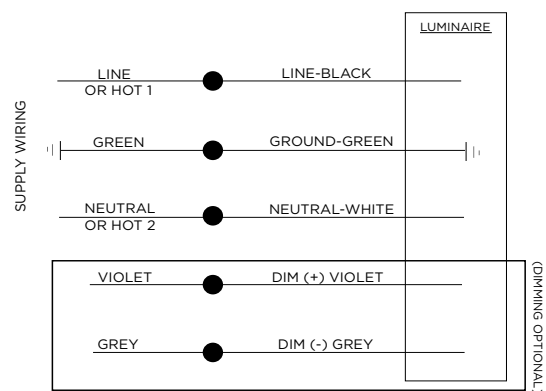 LUMINAIRE
SUPPLY WIRING
LINE
OR HOT 1
LINE-BLACK
GREEN
GROUND-GREEN
NEUTRAL
OR HOT 2
NEUTRAL-WHITE
VIOLET
DIM (+) VIOLET
GREY
DIM (-) GREY
(DIMMING OPTIONAL)